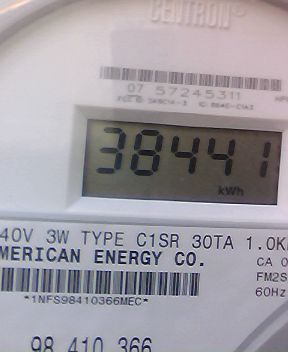 CENTRON®
07 57245311
38441
kWh
40V 3W TYPE C1SR 30TA 1.0K
MERICAN ENERGY CO.
CA 0
FM2S
60Hz
*1NFS98410366MEC*
98 410 366